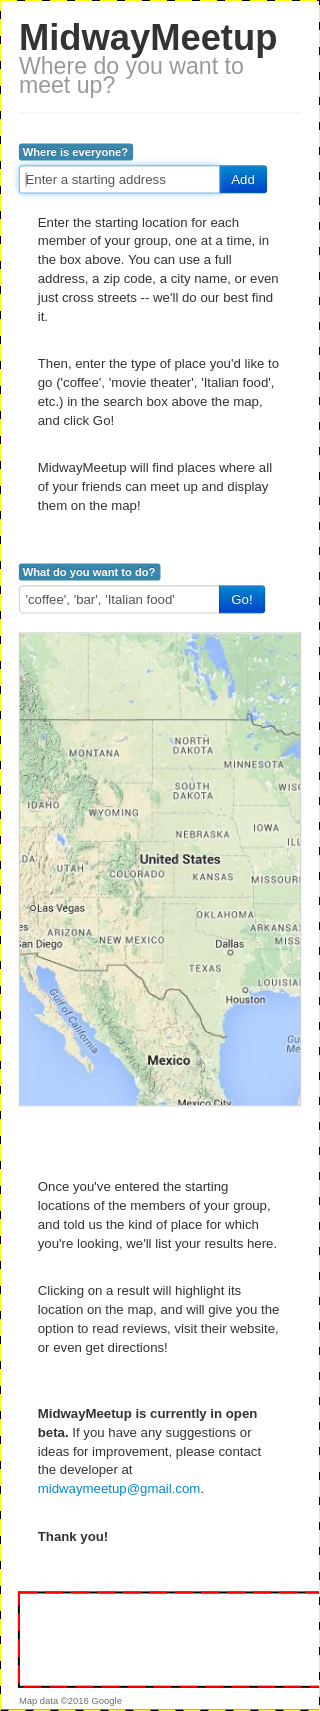 MidwayMeetup
Where do you want to
meet up?
Where is everyone?
Enter a starting address
Add
Enter the starting location for each
member of your group, one at a time, in
the box above. You can use a full
address, a zip code, a city name, or even
just cross streets -- we'll do our best find
it.
Then, enter the type of place you'd like to
go ('coffee', 'movie theater', 'Italian food',
etc.) in the search box above the map,
and click Go!
MidwayMeetup will find places where all
of your friends can meet up and display
them on the map!
What do you want to do?
'coffee', 'bar', 'Italian food'
Go!
NORTH
DAKOTA
MONTANA
MINNESOTA
SOUTH
DAKOTA
WISC
IDAHO
WYOMING
IOWA
NEBRASKA
ILL
United States
DA
UTAH
COLORADO
KANSAS
MISSOURI
Las Vegas
OKLAHOMA
ARKANSA
es
ARIZONA
NEW MEXICO
Dallas
MISS
San Diego
TEXAS
LOUISIAN
Houston
Gulf of California
Gu
Me
Mexico
Mexico City
Once you've entered the starting
locations of the members of your group,
and told us the kind of place for which
you're looking, we'll list your results here.
Clicking on a result will highlight its
location on the map, and will give you the
option to read reviews, visit their website,
or even get directions!
MidwayMeetup is currently in open
beta. If you have any suggestions or
ideas for improvement, please contact
the developer at
midwaymeetup@gmail.com.
Thank you!
Map data ©2016 Google